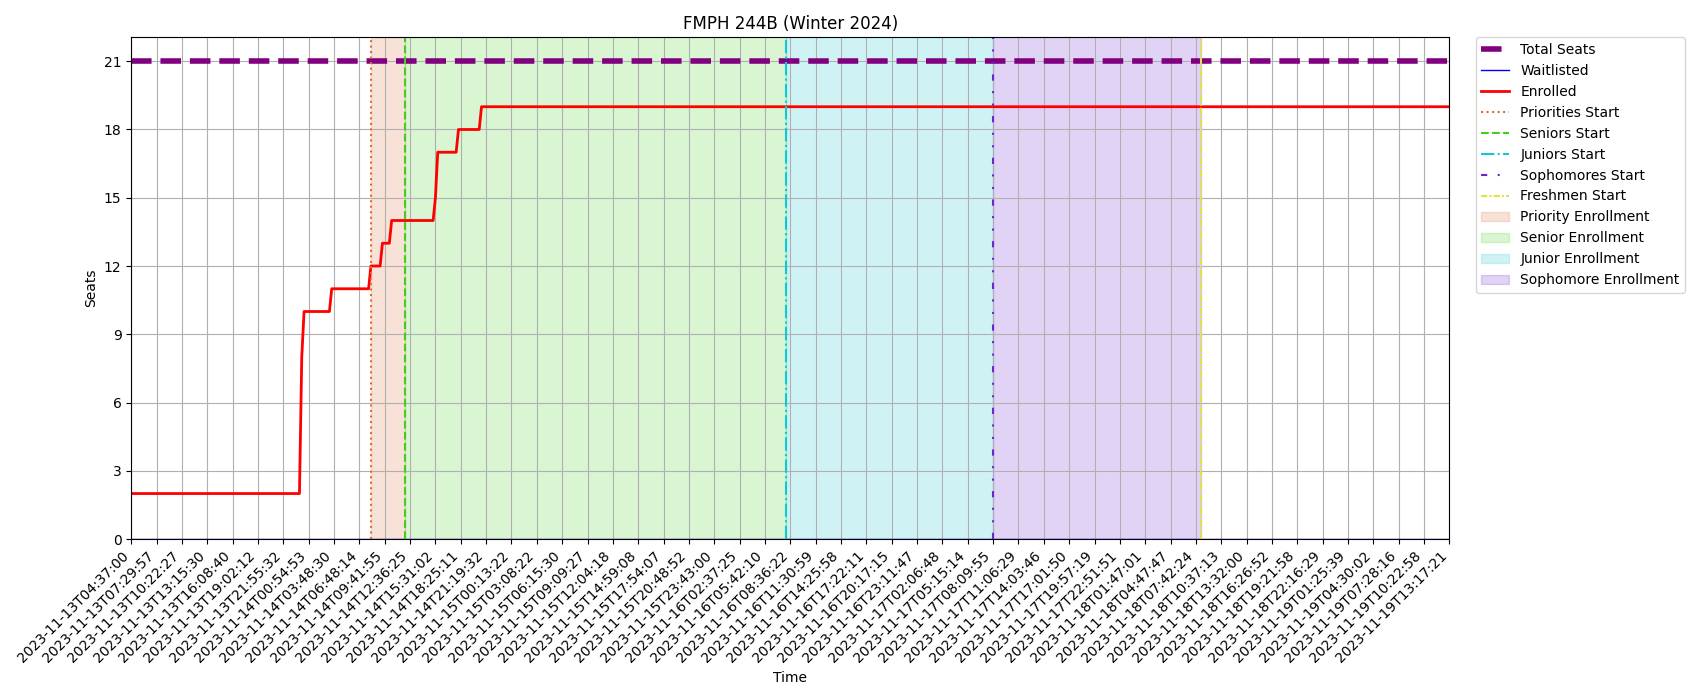 FMPH 244B (Winter 2024)
21
18
15
12
9
6
3
0
Seats
2023-11-13T04:37:00
2023-11-13T07:29:57
2023-11-13T10:22:27
2023-11-13T13:15:30
2023-11-13T16:08:40
2023-11-13T19:02:12
2023-11-13T21:55:32
2023-11-14T00:54:53
2023-11-14T03:48:30
2023-11-14T06:48:14
2023-11-14T09:41:55
2023-11-14T12:36:25
2023-11-14T15:31:02
2023-11-14T18:25:11
2023-11-14T21:19:32
2023-11-15T00:13:22
2023-11-15T03:08:22
2023-11-15T06:15:30
2023-11-15T09:09:27
2023-11-15T12:04:18
2023-11-15T14:59:08
2023-11-15T17:54:07
2023-11-15T20:48:52
2023-11-15T23:43:00
2023-11-16T02:37:25
2023-11-16T05:42:10
2023-11-16T08:36:22
2023-11-16T11:30:59
2023-11-16T14:25:58
2023-11-16T17:22:11
2023-11-16T20:17:15
2023-11-16T23:11:47
2023-11-17T02:06:48
2023-11-17T05:15:14
2023-11-17T08:09:55
2023-11-17T11:06:29
2023-11-17T14:03:46
2023-11-17T17:01:50
2023-11-17T19:57:19
2023-11-17T22:51:51
2023-11-18T01:47:01
2023-11-18T04:47:47
2023-11-18T07:42:24
2023-11-18T10:37:13
2023-11-18T13:32:00
2023-11-18T16:26:52
2023-11-18T19:21:58
2023-11-18T22:16:29
2023-11-19T01:25:39
2023-11-19T04:30:02
2023-11-19T07:28:16
2023-11-19T10:22:58
2023-11-19T13:17:21
Time
Total Seats
Waitlisted
Enrolled
Priorities Start
Seniors Start
Juniors Start
Sophomores Start
Freshmen Start
Priority Enrollment
Senior Enrollment
Junior Enrollment
Sophomore Enrollment